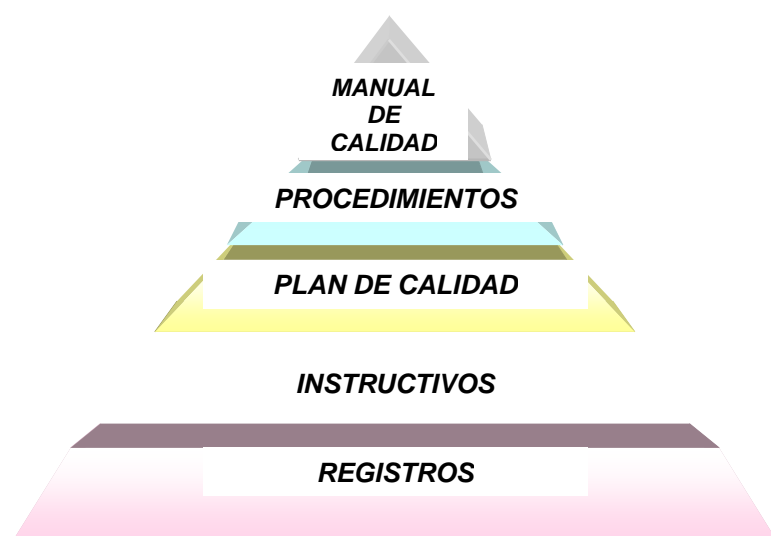 MANUAL
DE
CALIDAD
PROCEDIMIENTOS
PLAN DE CALIDAD
INSTRUCTIVOS
REGISTROS